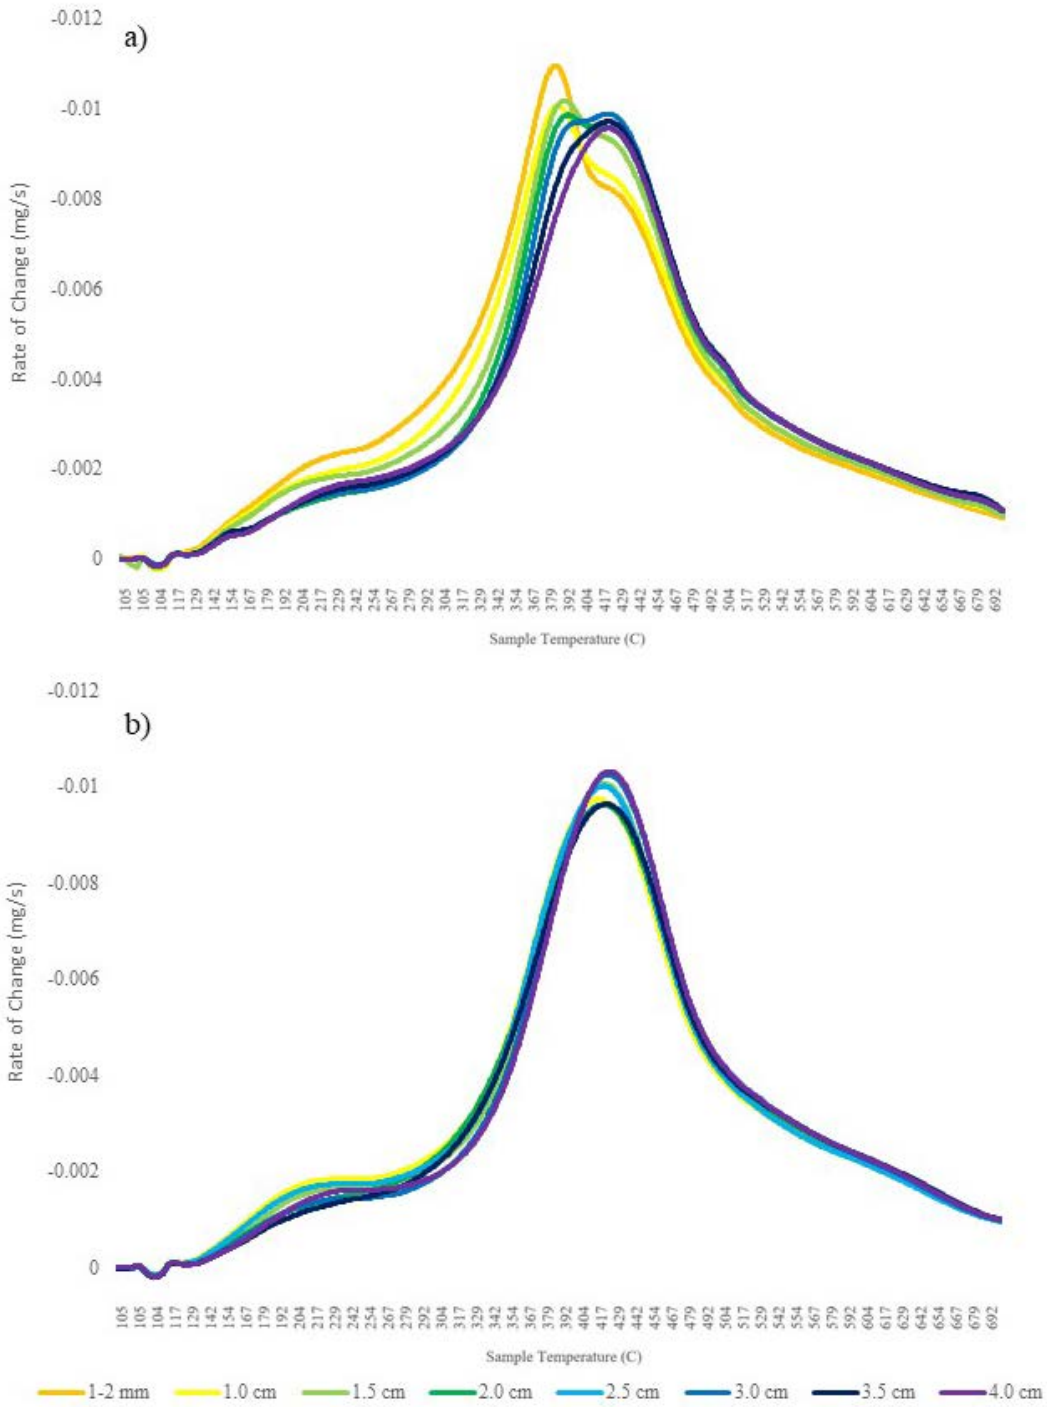 -0.012
a)
-0.01
-0.008
-0.006
-0.004
-0.002
0
Rate of Change (mg/s)
105 105 104 117 129 142 154 167 179 192 204 217 229 242 254 267 279 292 304 317 329 342 354 367 379 392 404 417 429 442 454 467 479 492 504 517 529 542 554 567 579 592 604 617 629 642 654 667 679 692
Sample Temperature (C)
-0.012
b)
-0.01
-0.008
-0.006
-0.004
-0.002
0
Rate of Change (mg/s)
105 105 104 117 129 142 154 167 179 192 204 217 229 242 254 267 279 292 304 317 329 342 354 367 379 392 404 417 429 442 454 467 479 492 504 517 529 542 554 567 579 592 604 617 629 642 654 667 679 692
Sample Temperature (C)
1-2 mm 1.0 cm 1.5 cm 2.0 cm 2.5 cm 3.0 cm 3.5 cm 4.0 cm